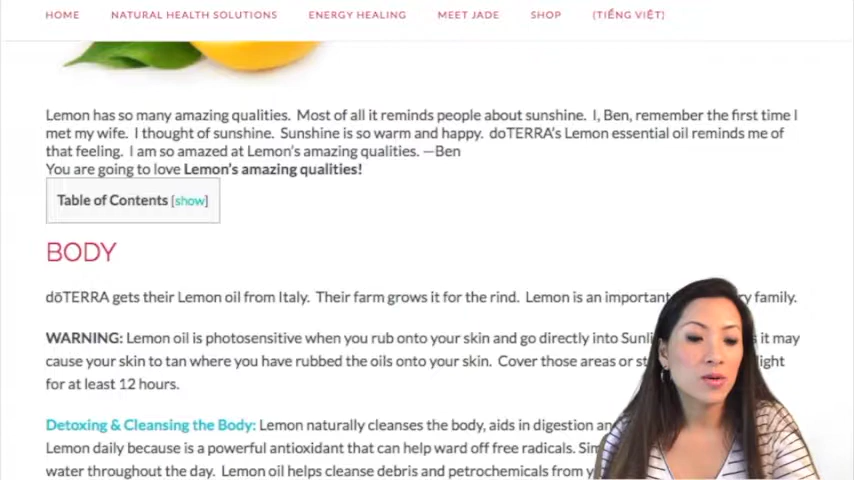 HOME NATURAL HEALTH SOLUTIONS ENERGY HEALING MEET JADE SHOP (TIẾNG VIỆT)
Lemon has so many amazing qualities. Most of all it reminds people about sunshine. I, Ben, remember the first time I
met my wife. I thought of sunshine. Sunshine is so warm and happy. doTERRA's Lemon essential oil reminds me of
that feeling. I am so amazed at Lemon's amazing qualities. —Ben
You are going to love Lemon's amazing qualities!
Table of Contents [show]
BODY
dōTERRA gets their Lemon oil from Italy. Their farm grows it for the rind. Lemon is an important family.
WARNING: Lemon oil is photosensitive when you rub onto your skin and go directly into it may
cause your skin to tan where you have rubbed the oils onto your skin. Cover those areas or
for at least 12 hours.
Detoxing & Cleansing the Body: Lemon naturally cleanses the body, aids in digestion
Lemon daily because is a powerful antioxidant that can help ward off free radicals.
water throughout the day. Lemon oil helps cleanse debris and petrochemicals from